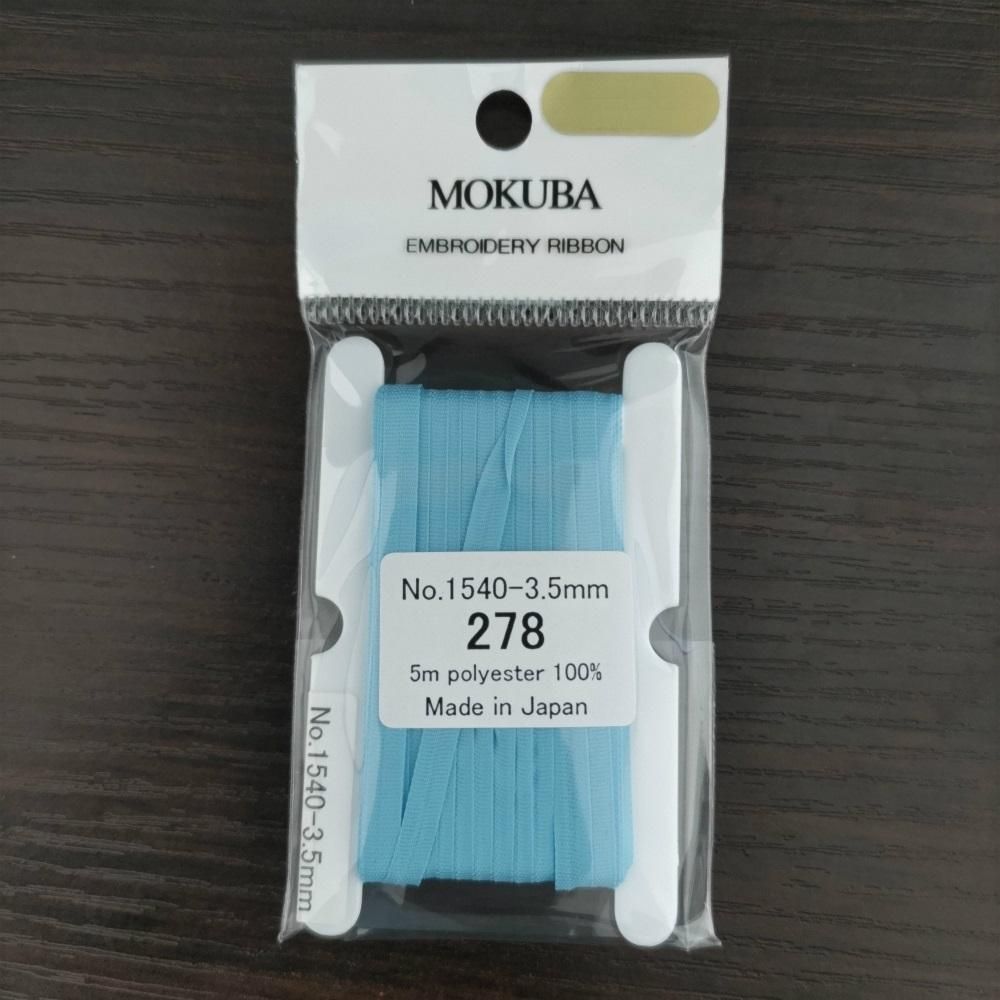 MOKUBA
EMBROIDERY RIBBON
No.1540-3.5mm
278
5m polyester 100%
Made in Japan
No.1540-3.5mm